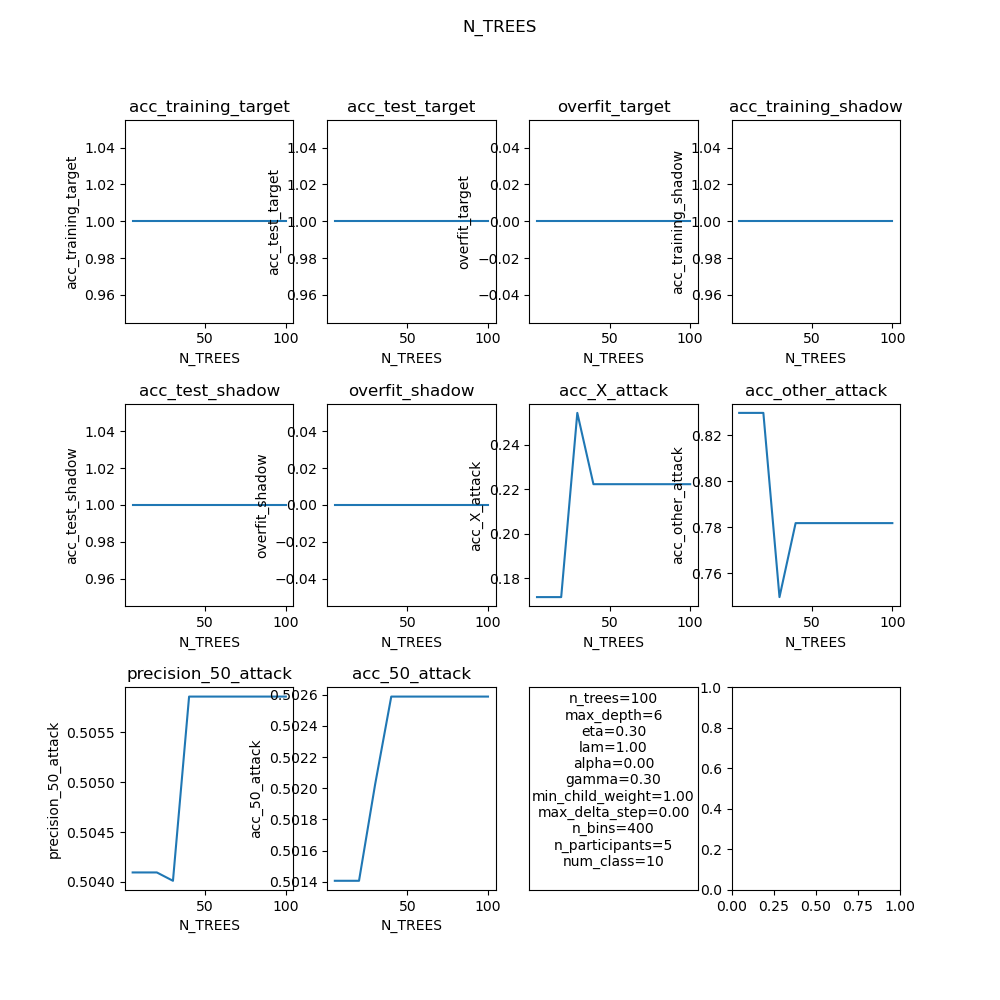 N_TREES
acc_training_target
acc_test_target
overfit_target
acc_training_shadow
acc_training_target
1.04
1.02
1.00
0.98
0.96
50
100
N_TREES
acc_test_target
1.04
1.02
1.00
0.98
0.96
50
100
N_TREES
overfit_target
0.04
0.02
0.00
−0.02
−0.04
50
100
N_TREES
acc_training_shadow
1.04
1.02
1.00
0.98
0.96
50
100
N_TREES
acc_test_shadow
overfit_shadow
acc_X_attack
acc_other_attack
acc_test_shadow
1.04
1.02
1.00
0.98
0.96
50
100
N_TREES
overfit_shadow
0.04
0.02
0.00
−0.02
−0.04
50
100
N_TREES
acc_X_attack
0.24
0.22
0.20
0.18
50
100
N_TREES
acc_other_attack
0.82
0.80
0.78
0.76
50
100
N_TREES
precision_50_attack
acc_50_attack
precision_50_attack
0.5055
0.5050
0.5045
0.5040
50
100
N_TREES
acc_50_attack
0.5026
0.5024
0.5022
0.5020
0.5018
0.5016
0.5014
50
100
N_TREES
n_trees=100
max_depth=6
eta=0.30
lam=1.00
alpha=0.00
gamma=0.30
min_child_weight=1.00
max_delta_step=0.00
n_bins=400
n_participants=5
num_class=10
1.0
0.8
0.6
0.4
0.2
0.0
0.00
0.25
0.50
0.75
1.00